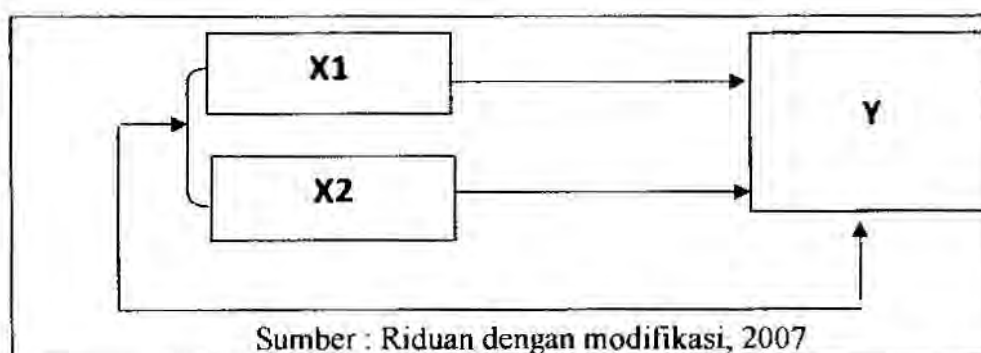 X1
Y
X2
Sumber : Riduan dengan modifikasi, 2007